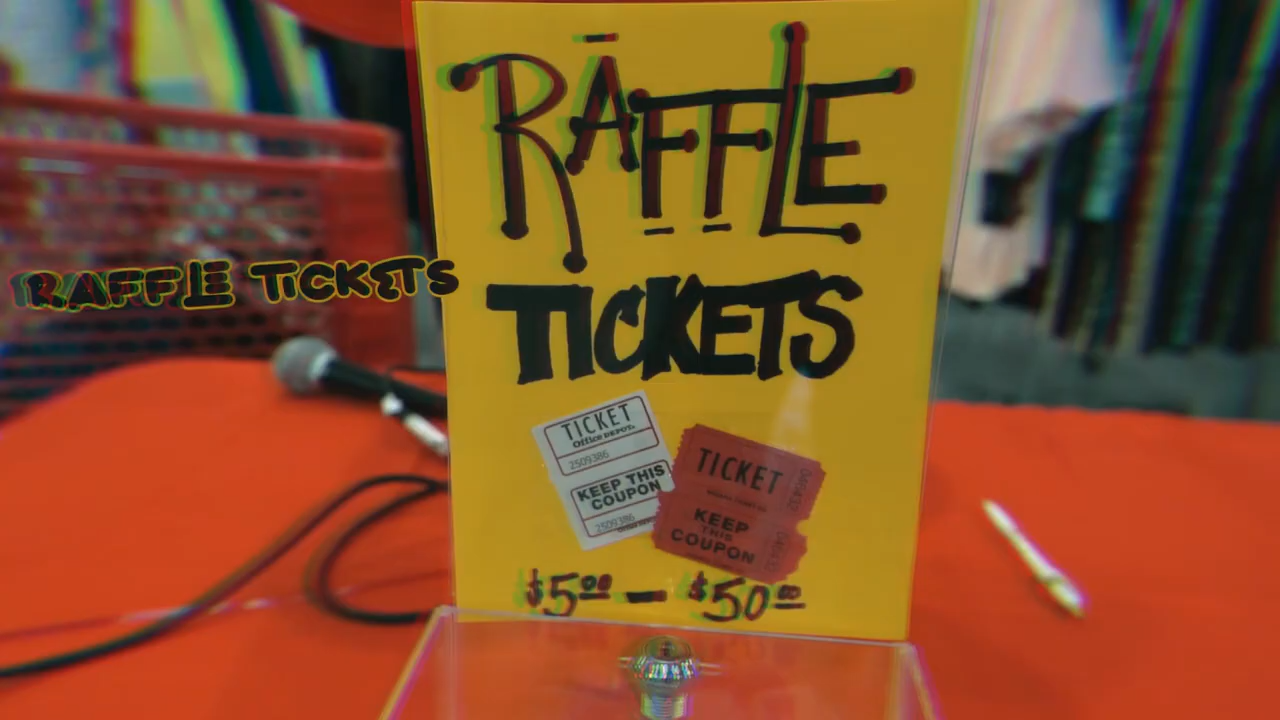 RAFFLE
TICKETS
RAFFLE TICKETS
TICKET
Office DEPOT
2509386
KEEP THIS
COUPON
2509386
TICKET
KEEP
THIS
COUPON
$5.00 — $50.00